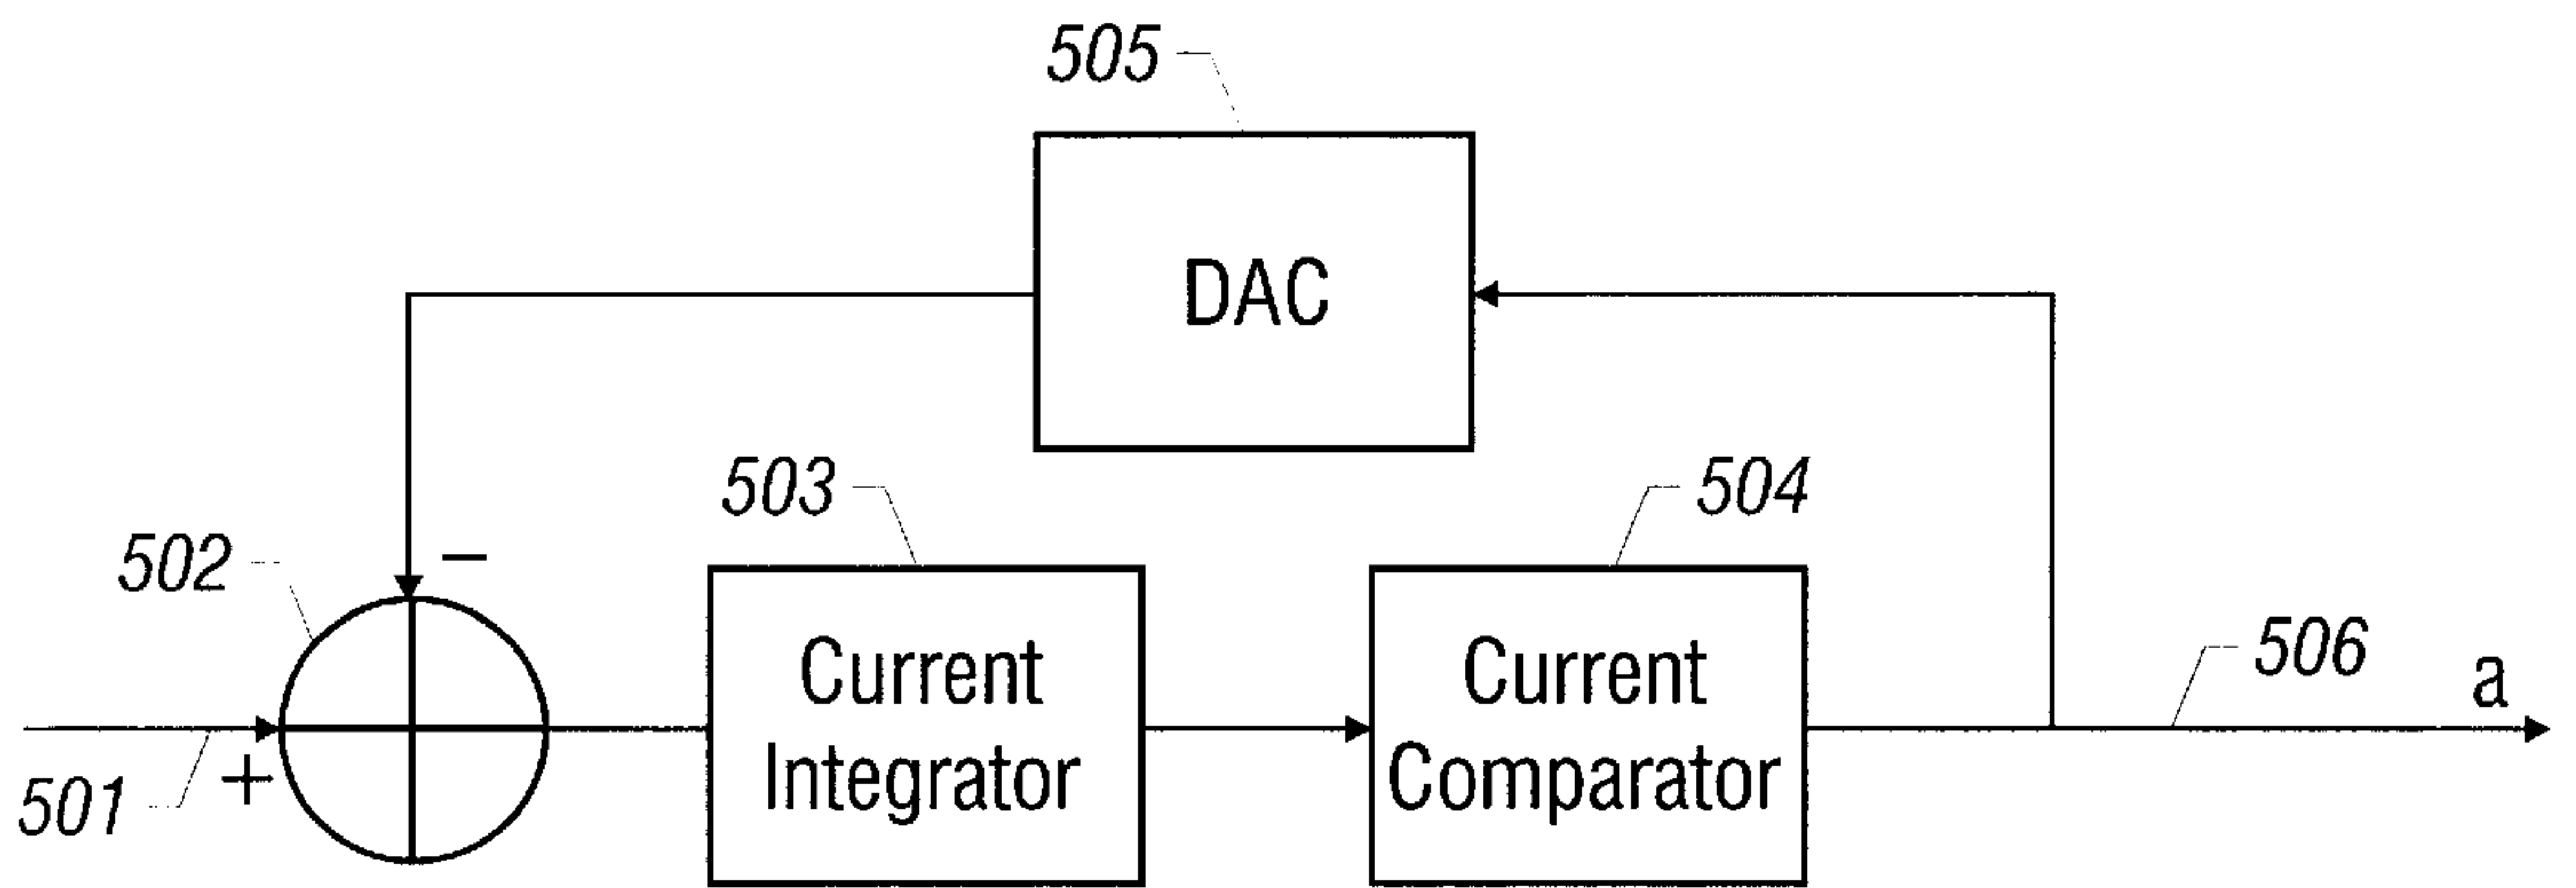 505
DAC
503
504
502
−
Current
Integrator
Current
Comparator
506
a
+
501